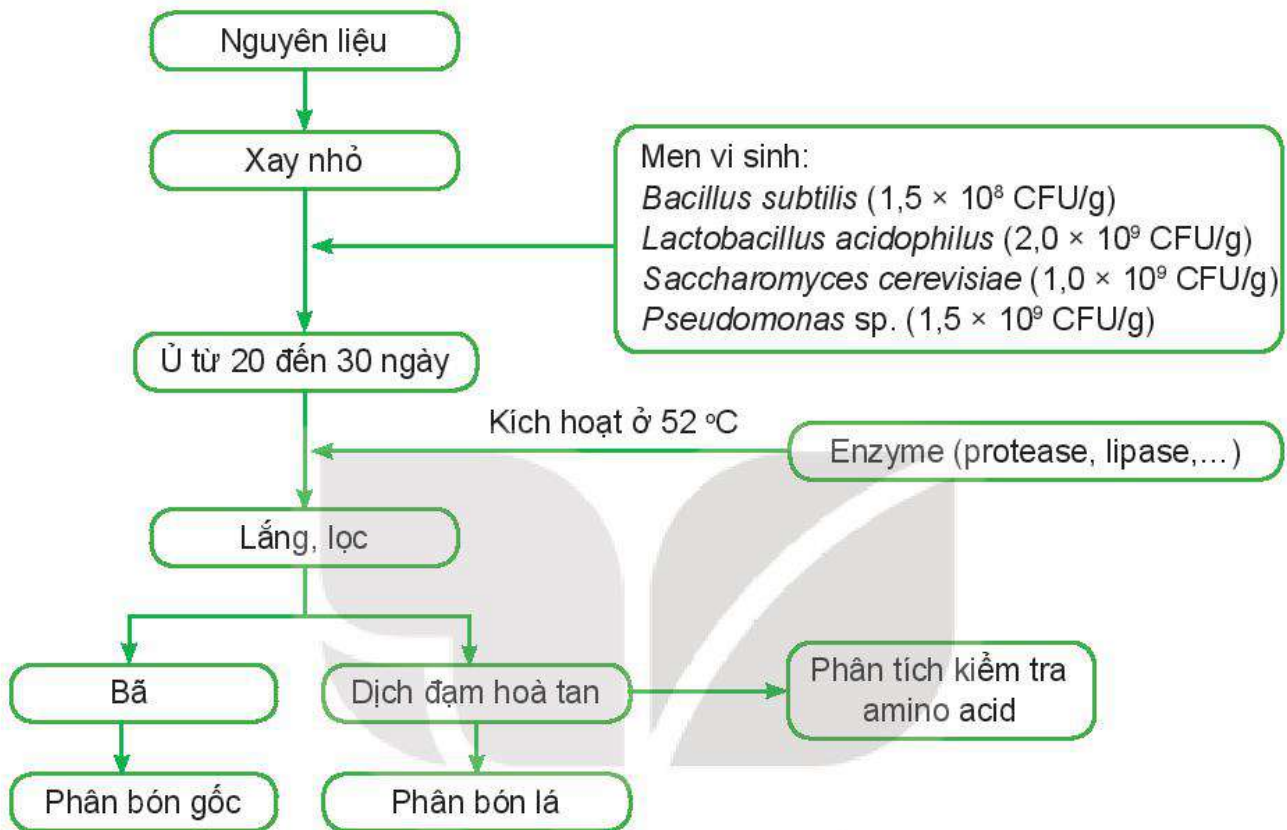 Nguyên liệu
Xay nhỏ
Men vi sinh:
Bacillus subtilis (1,5 × 10⁸ CFU/g)
Lactobacillus acidophilus (2,0 × 10⁹ CFU/g)
Saccharomyces cerevisiae (1,0 × 10⁹ CFU/g)
Pseudomonas sp. (1,5 × 10⁹ CFU/g)
Ủ từ 20 đến 30 ngày
Kích hoạt ở 52 ºC
Enzyme (protease, lipase,...)
Lắng, lọc
Bã
Dịch đạm hoà tan
Phân tích kiểm tra
amino acid
Phân bón gốc
Phân bón lá